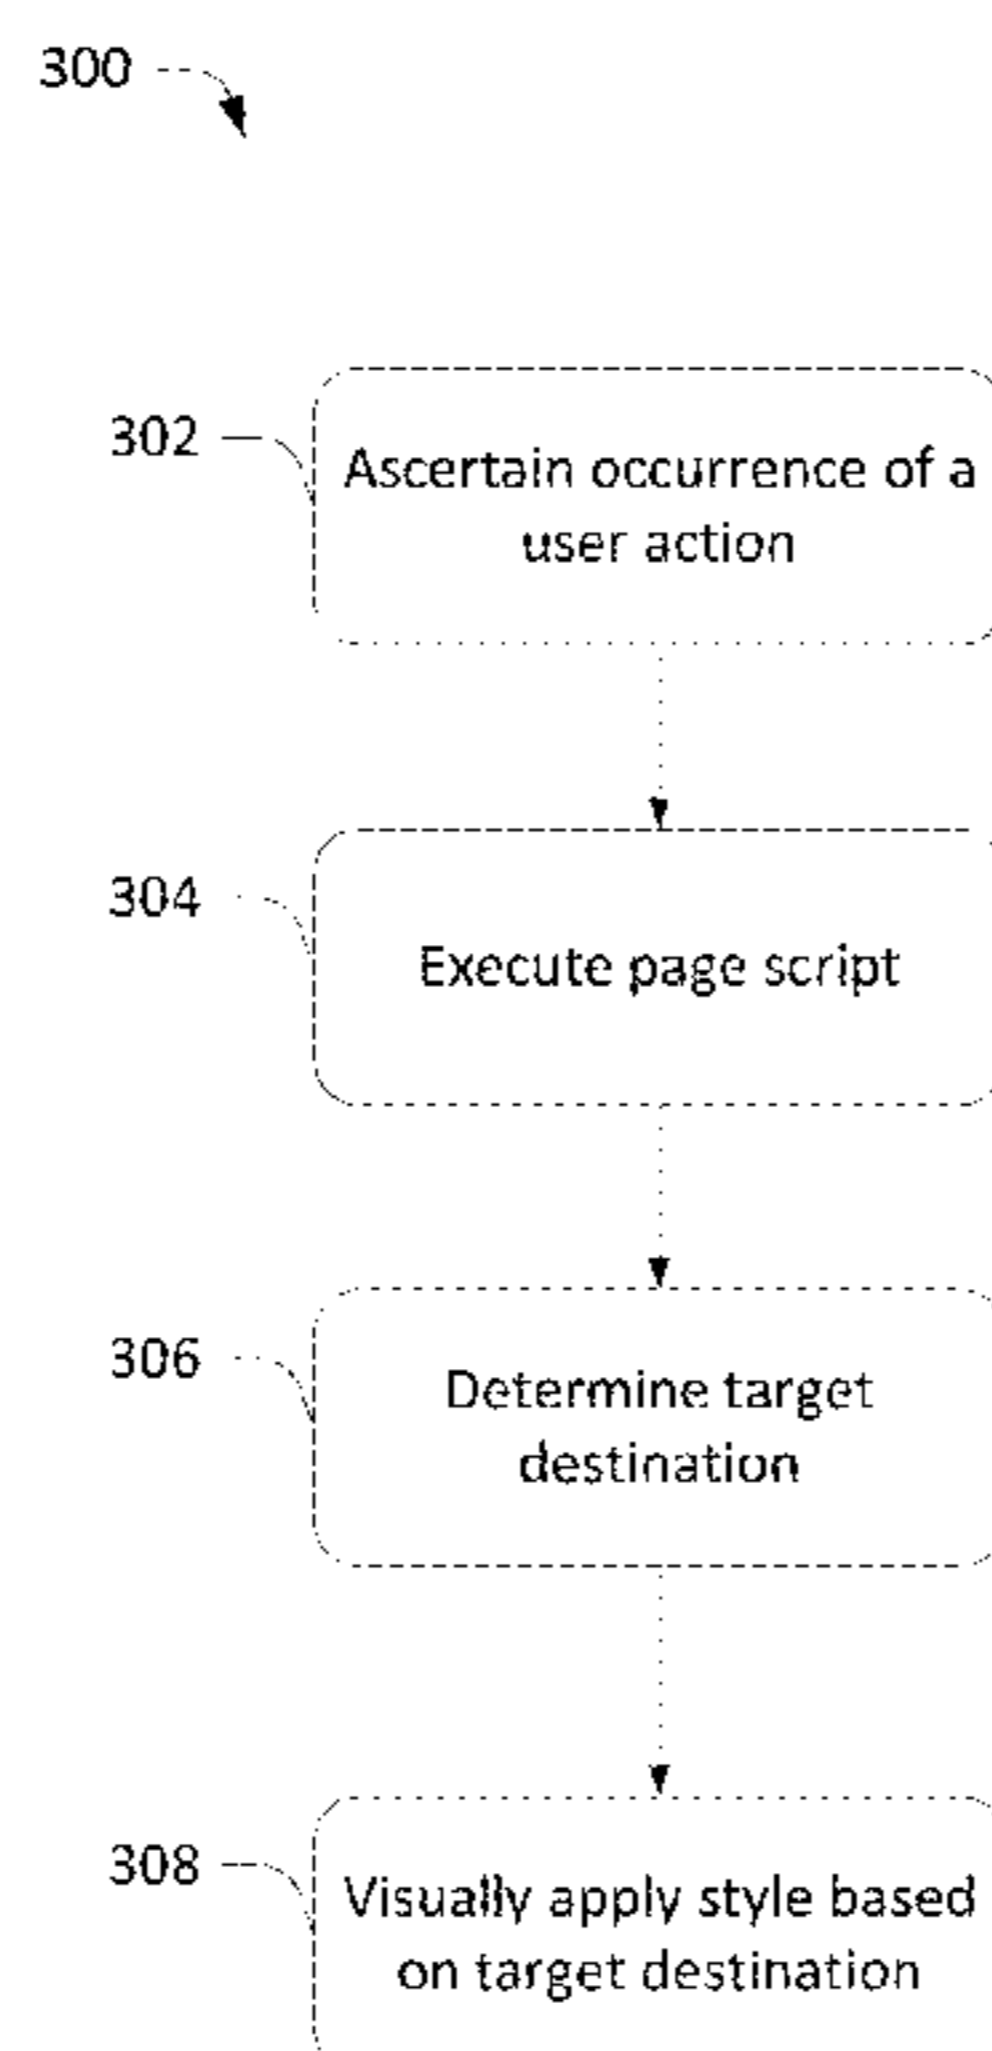 300
302
Ascertain occurrence of a
user action
304
Execute page script
306
Determine target
destination
308
Visually apply style based
on target destination